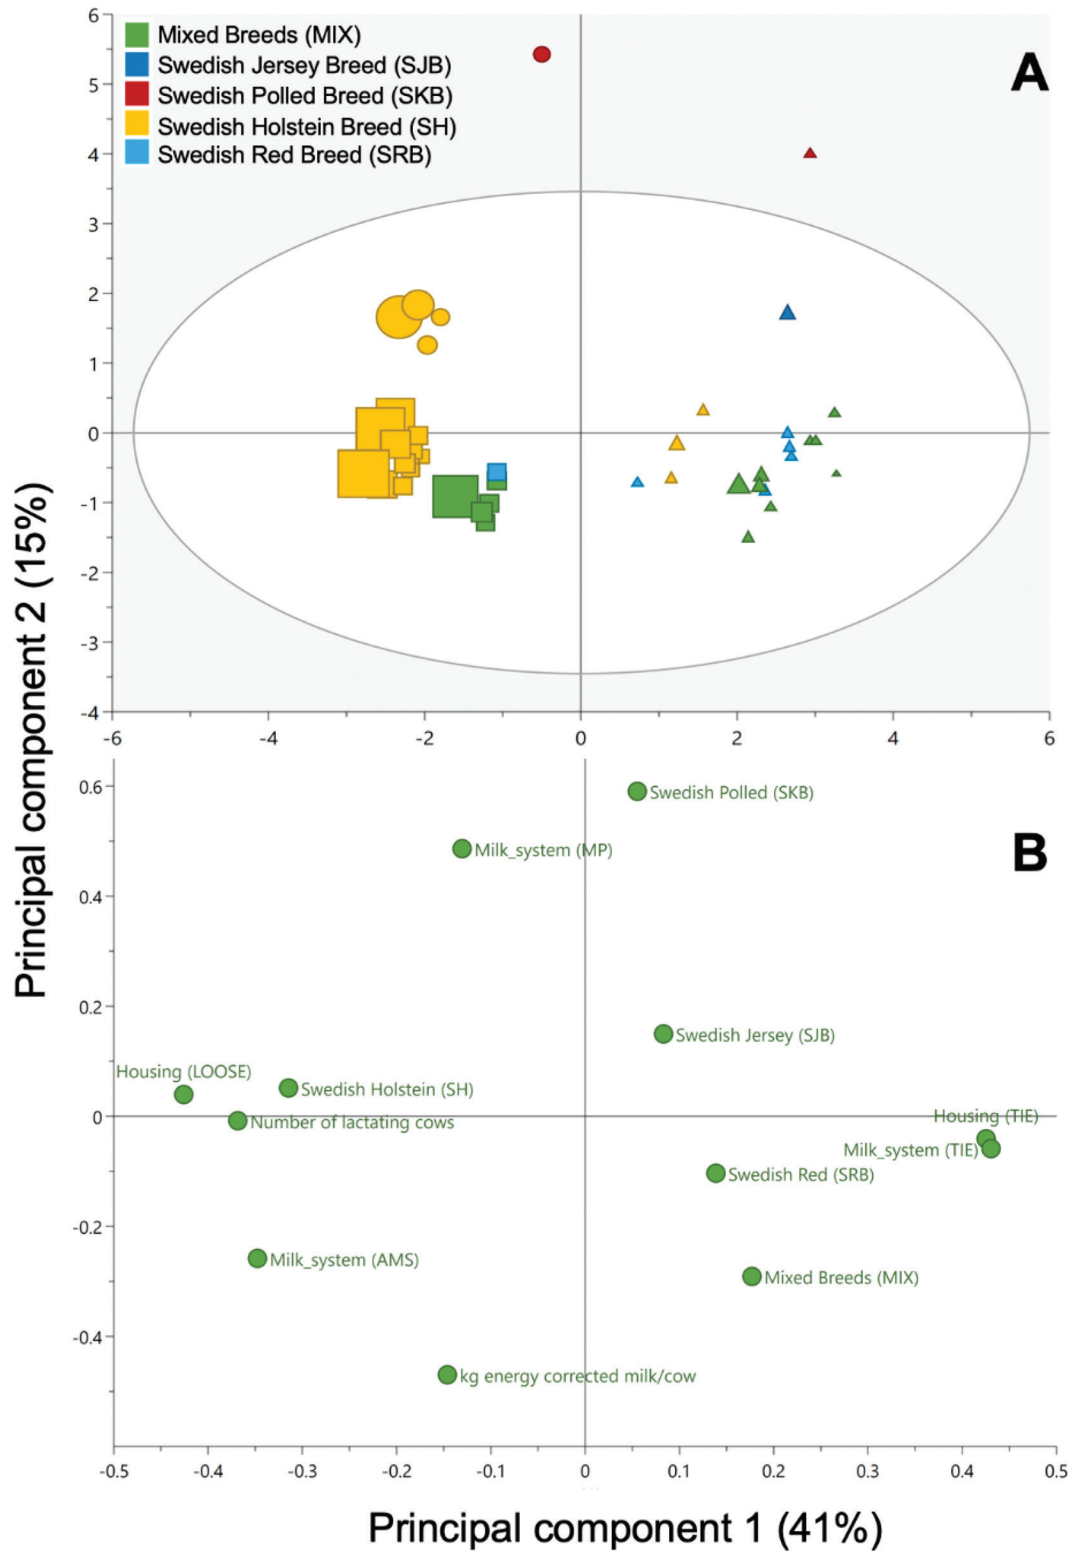 6
5
4
3
2
1
0
-1
-2
-3
-4
Mixed Breeds (MIX)
Swedish Jersey Breed (SJB)
Swedish Polled Breed (SKB)
Swedish Holstein Breed (SH)
Swedish Red Breed (SRB)
A
-6 -4 -2 0 2 4 6
Principal component 2 (15%)
0.6
0.4
0.2
0
-0.2
-0.4
B
Swedish Polled (SKB)
Milk_system (MP)
Swedish Jersey (SJB)
Housing (LOOSE)
Swedish Holstein (SH)
Number of lactating cows
Housing (TIE)
Milk_system (TIE)
Swedish Red (SRB)
Milk_system (AMS)
Mixed Breeds (MIX)
kg energy corrected milk/cow
-0.5 -0.4 -0.3 -0.2 -0.1 0 0.1 0.2 0.3 0.4 0.5
Principal component 1 (41%)